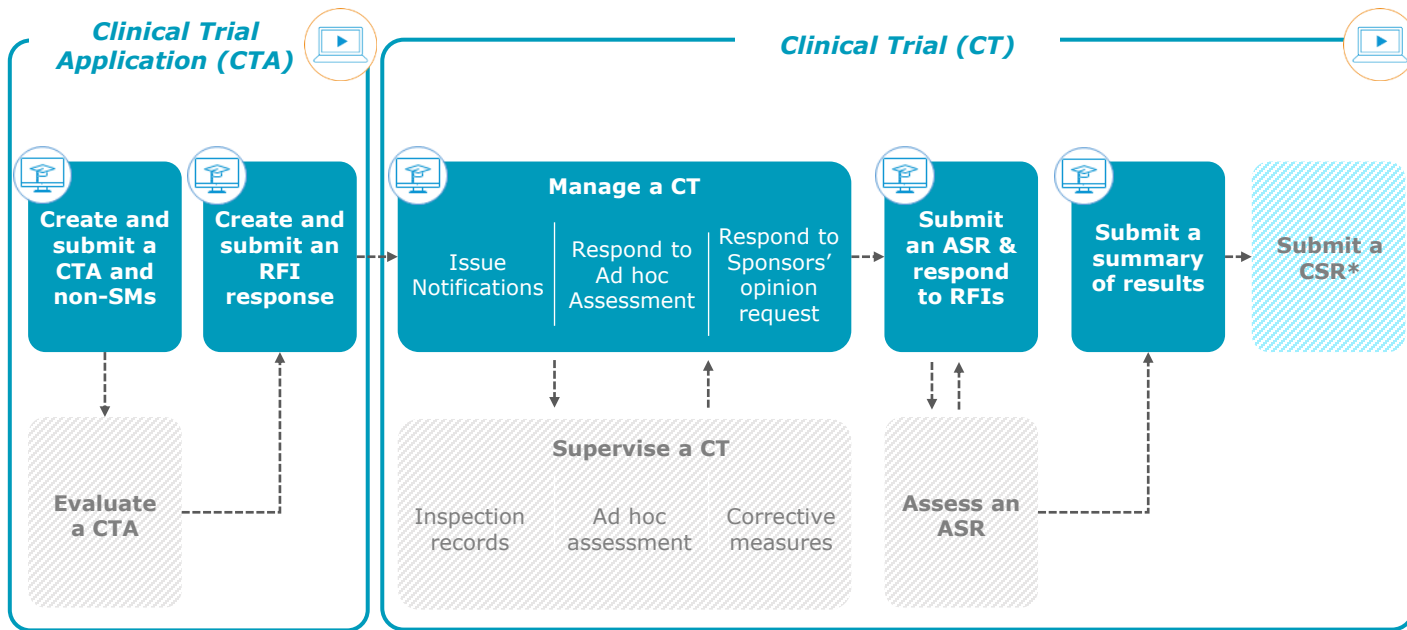 Clinical Trial
Application (CTA)
Clinical Trial (CT)
Create and
submit a
CTA and
non-SMs
Create and
submit an
RFI
response
Manage a CT
Issue
Notifications
Respond to
Ad hoc
Assessment
Respond to
Sponsors’
opinion
request
Submit
an ASR &
respond
to RFIs
Submit a
summary
of results
Submit a
CSR*
Evaluate
a CTA
Supervise a CT
Inspection
records
Ad hoc
assessment
Corrective
measures
Assess an
ASR